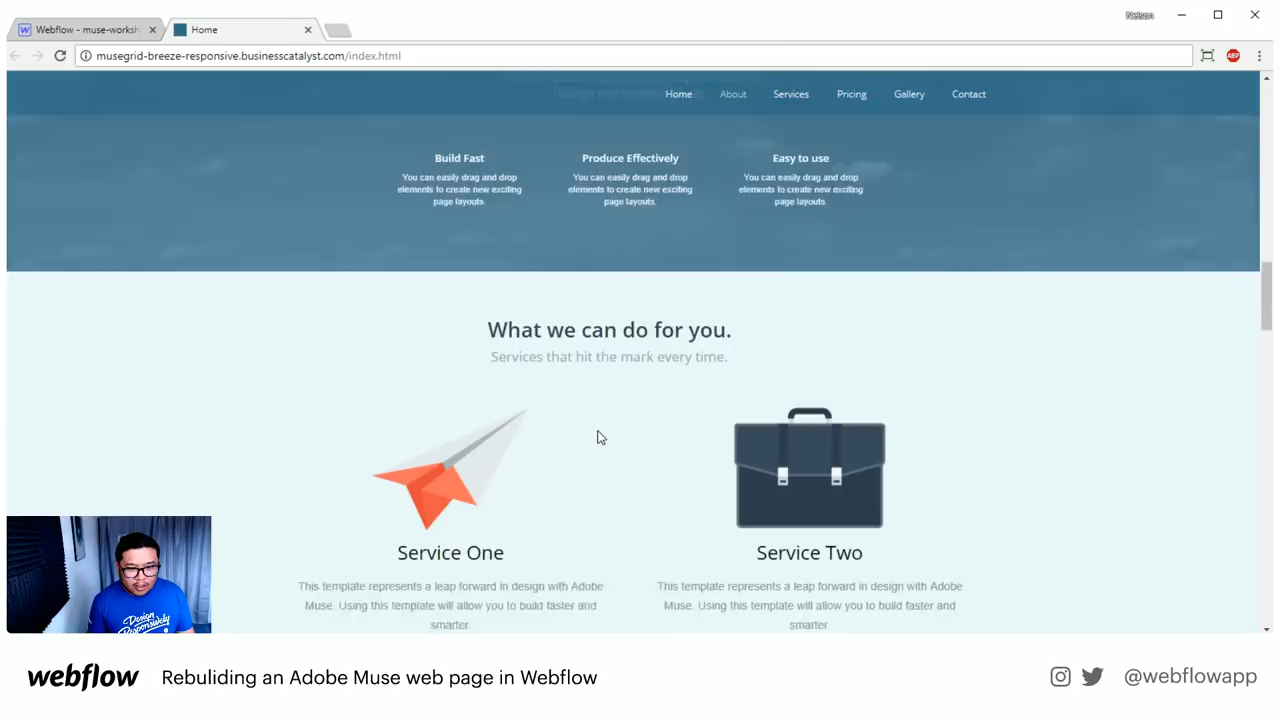 Nelson
Webflow - muse-worksh
Home
musegrid-breeze-responsive.businesscatalyst.com/index.html
ABP
Home About Services Pricing Gallery Contact
Build Fast Produce Effectively Easy to use
You can easily drag and drop You can easily drag and drop You can easily drag and drop
elements to create new exciting elements to create new exciting elements to create new exciting
page layouts. page layouts. page layouts.
What we can do for you.
Services that hit the mark every time.
Service One Service Two
This template represents a leap forward in design with Adobe This template represents a leap forward in design with Adobe
Muse. Using this template will allow you to build faster and Muse. Using this template will allow you to build faster and
smarter. smarter.
Design
Responsively
webflow Rebuliding an Adobe Muse web page in Webflow @webflowapp